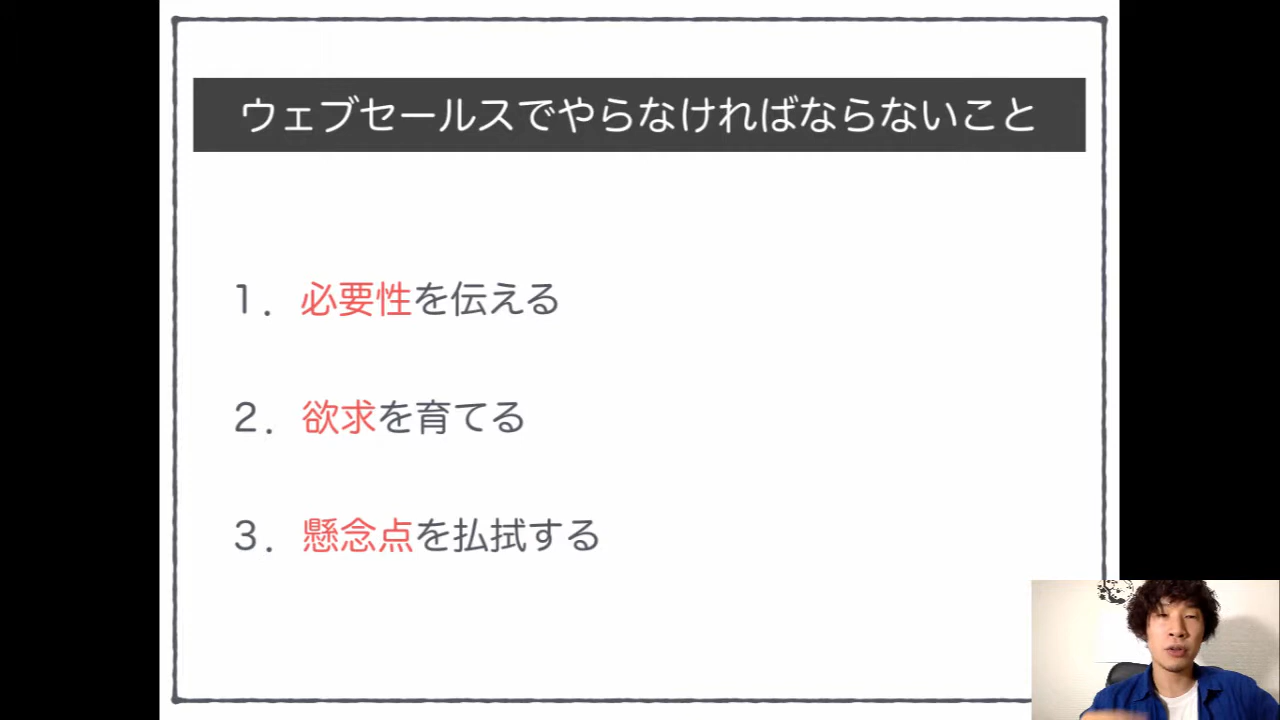 ウェブセールスでやらなければならないこと
１．必要性を伝える
２．欲求を育てる
３．懸念点を払拭する